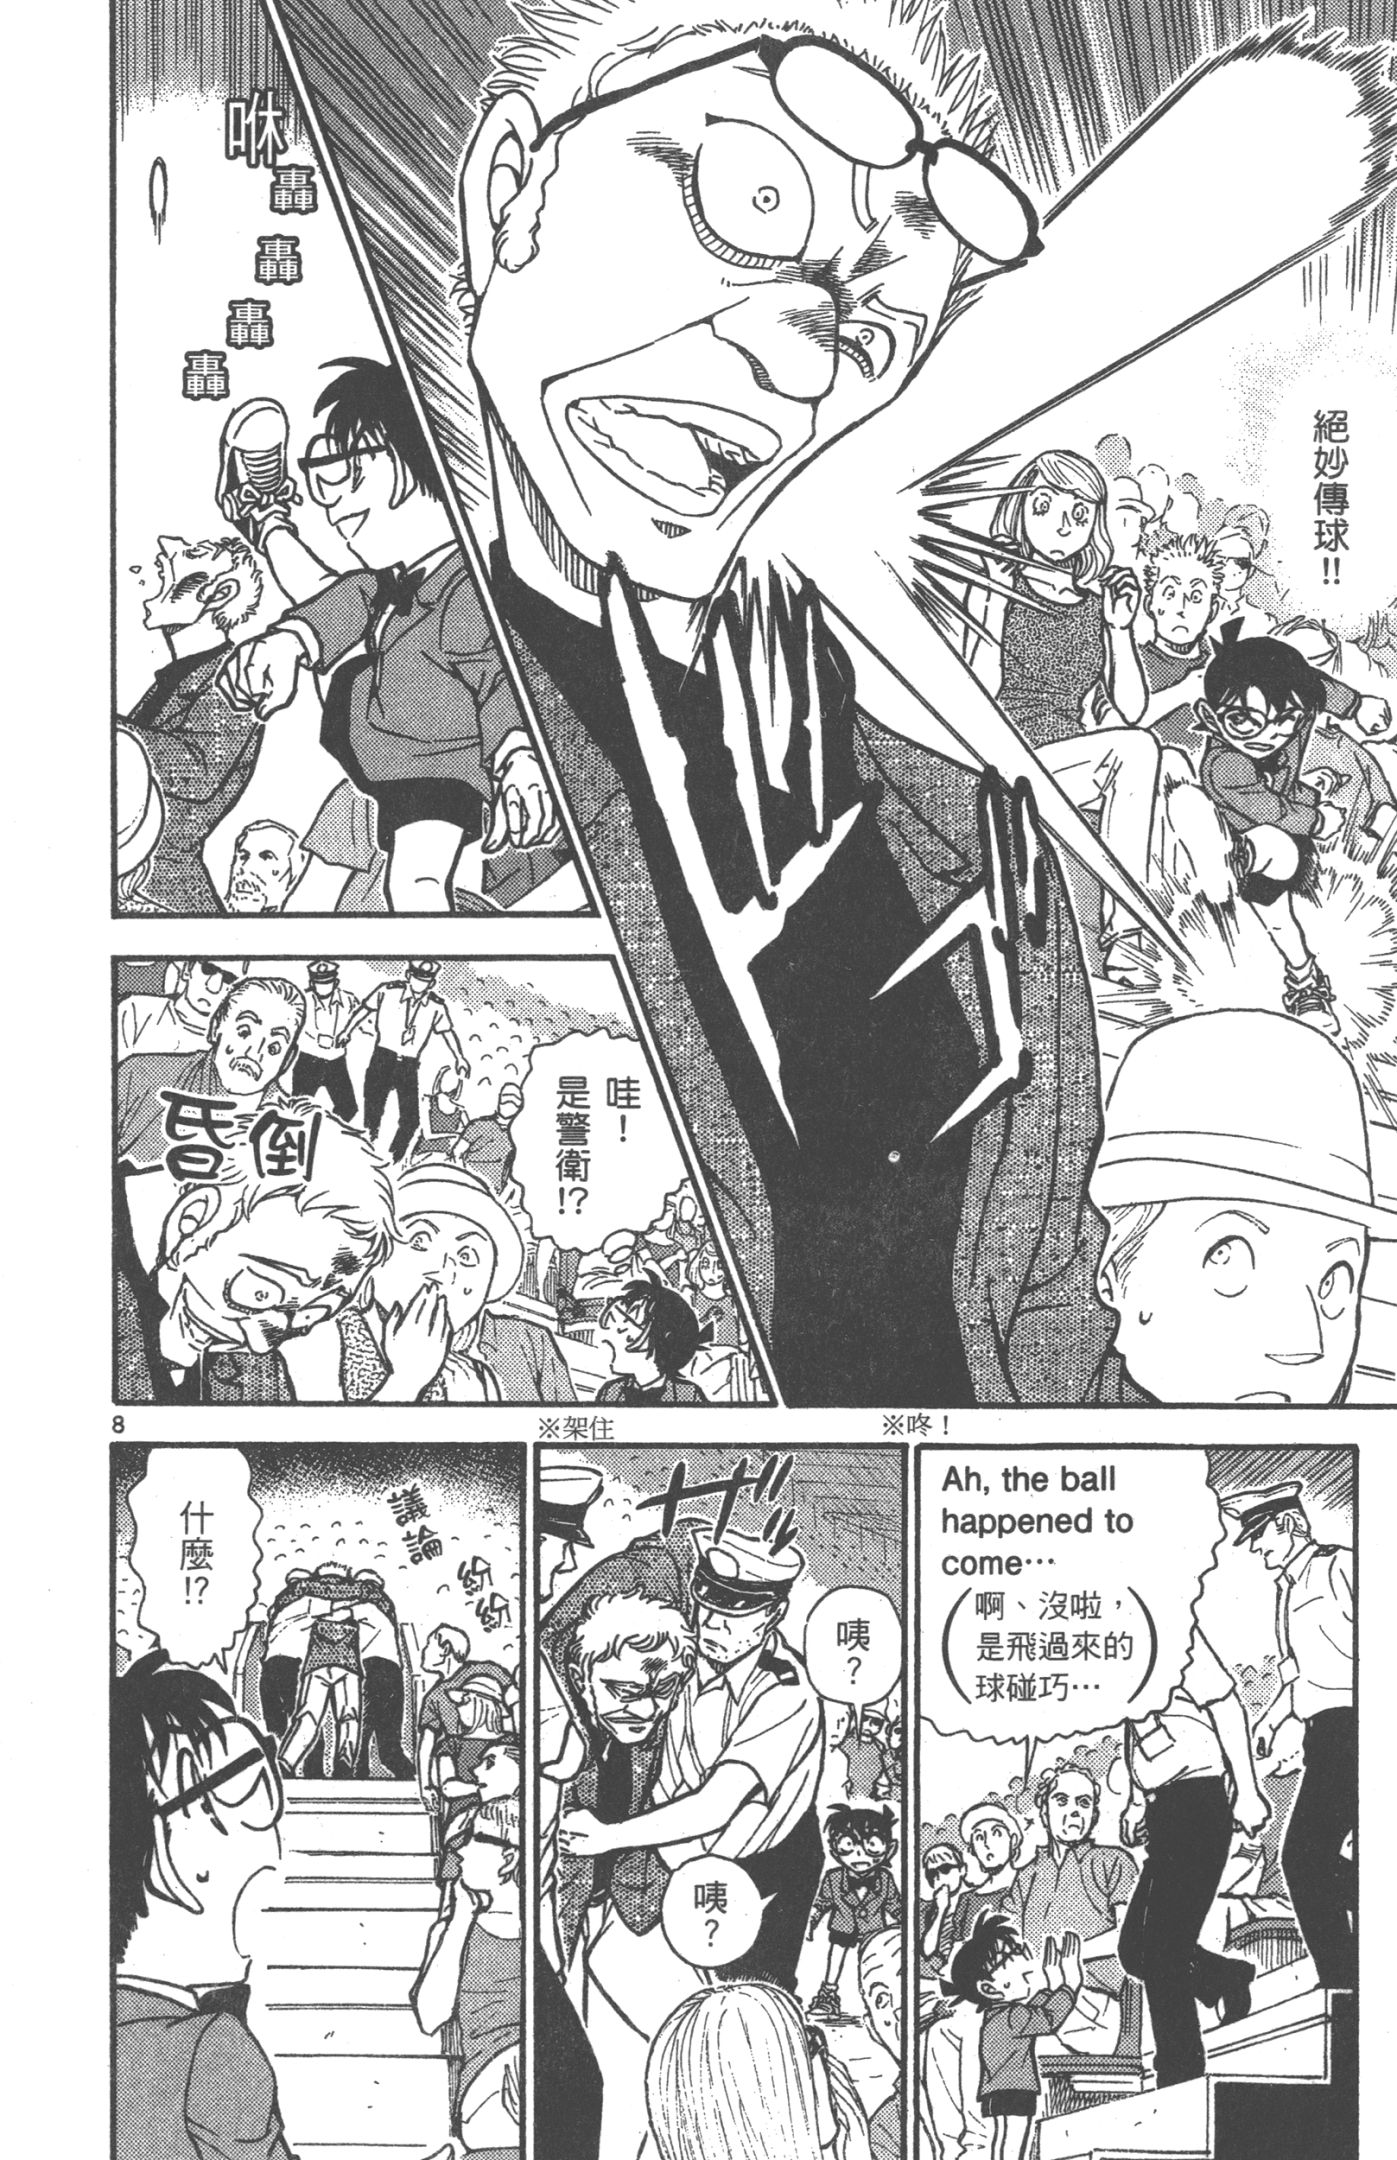 絕妙傳球!!
咻
轟
轟
轟
轟
哇！
是警衛!?
昏倒
8
※架住
※咚！
Ah, the ball
happened to
come…
(啊、沒啦，
是飛過來的
球碰巧…)
咦？
咦？
ガッ
議論
紛紛
什麼!?